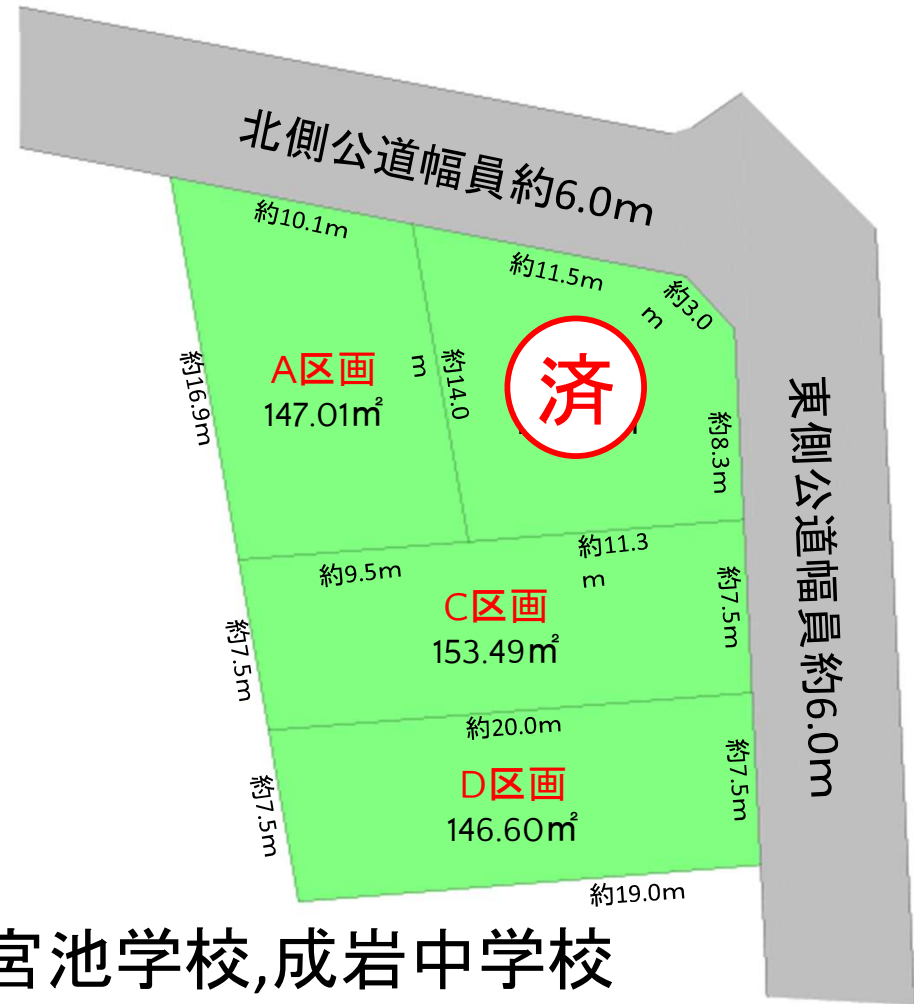 北側公道幅員約6.0m
約10.1m
約11.5m
約3.0
m
約16.9m
A区画
147.01㎡
約14.0
m
済
約8.3m
東側公道幅員約6.0m
約9.5m
約11.3
m
C区画
153.49㎡
約7.5m
約7.5m
約20.0m
D区画
146.60㎡
約7.5m
約7.5m
約19.0m
宮池学校,成岩中学校